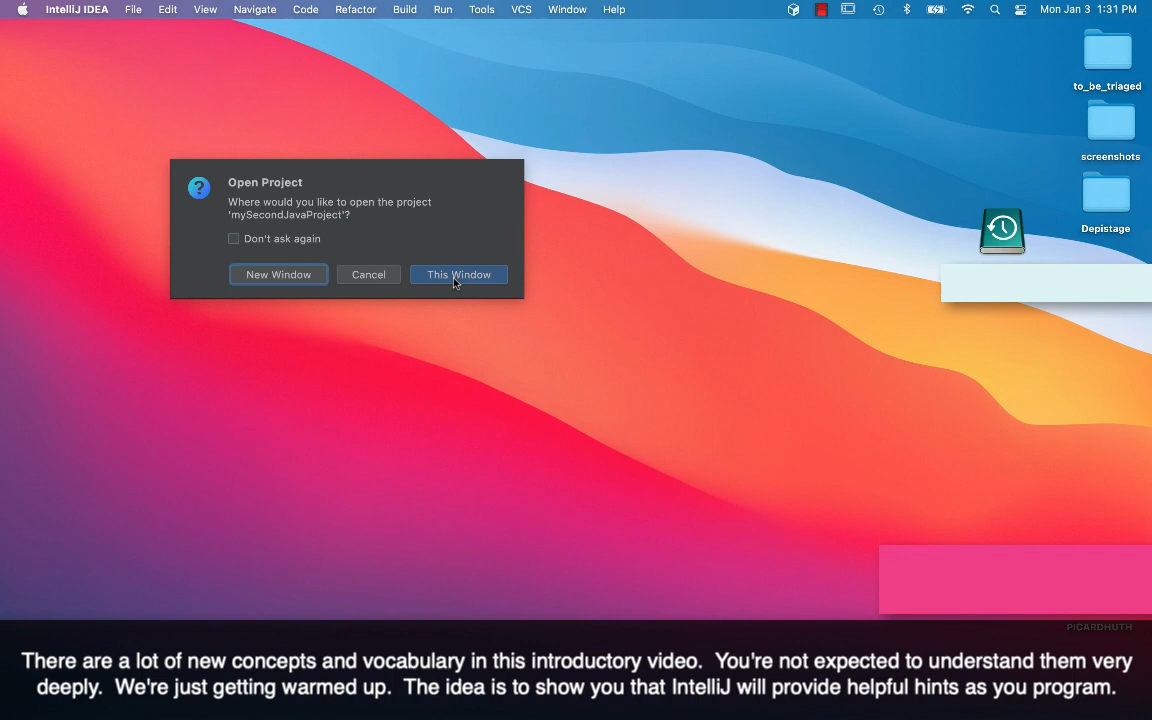 IntelliJ IDEA File Edit View Navigate Code Refactor Build Run Tools VCS Window Help Mon Jan 3 1:31 PM
to_be_triaged
screenshots
Depistage
Open Project
Where would you like to open the project
'mySecondJavaProject'?
Don't ask again
New Window Cancel This Window
PICARDHUTH
There are a lot of new concepts and vocabulary in this introductory video. You're not expected to understand them very
deeply. We're just getting warmed up. The idea is to show you that IntelliJ will provide helpful hints as you program.